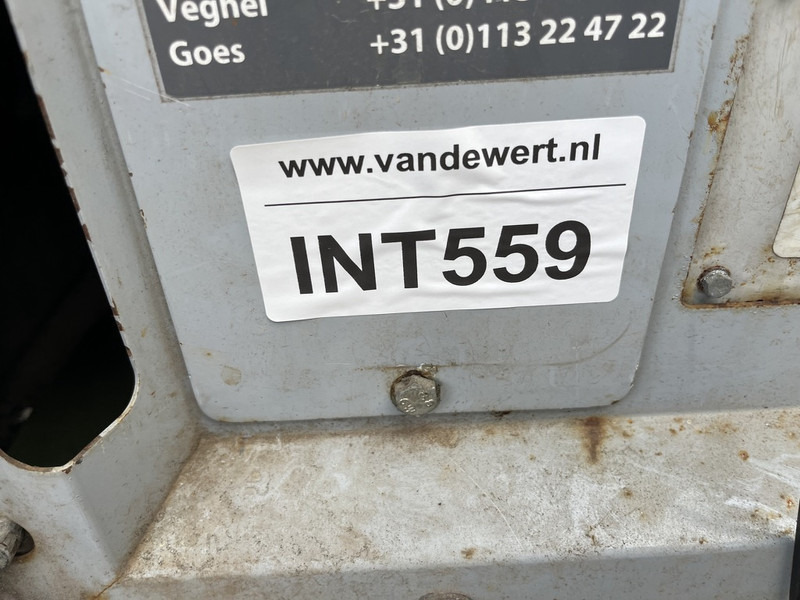 Veghel
Goes +31 (0)113 22 47 22
www.vandewert.nl
INT559